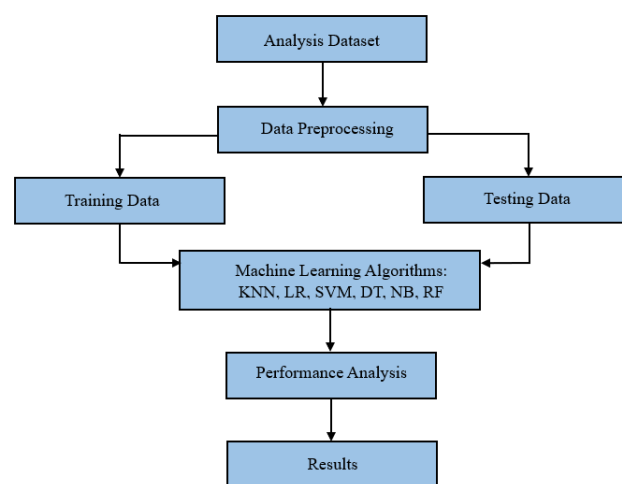 Analysis Dataset
Data Preprocessing
Training Data
Testing Data
Machine Learning Algorithms:
KNN, LR, SVM, DT, NB, RF
Performance Analysis
Results